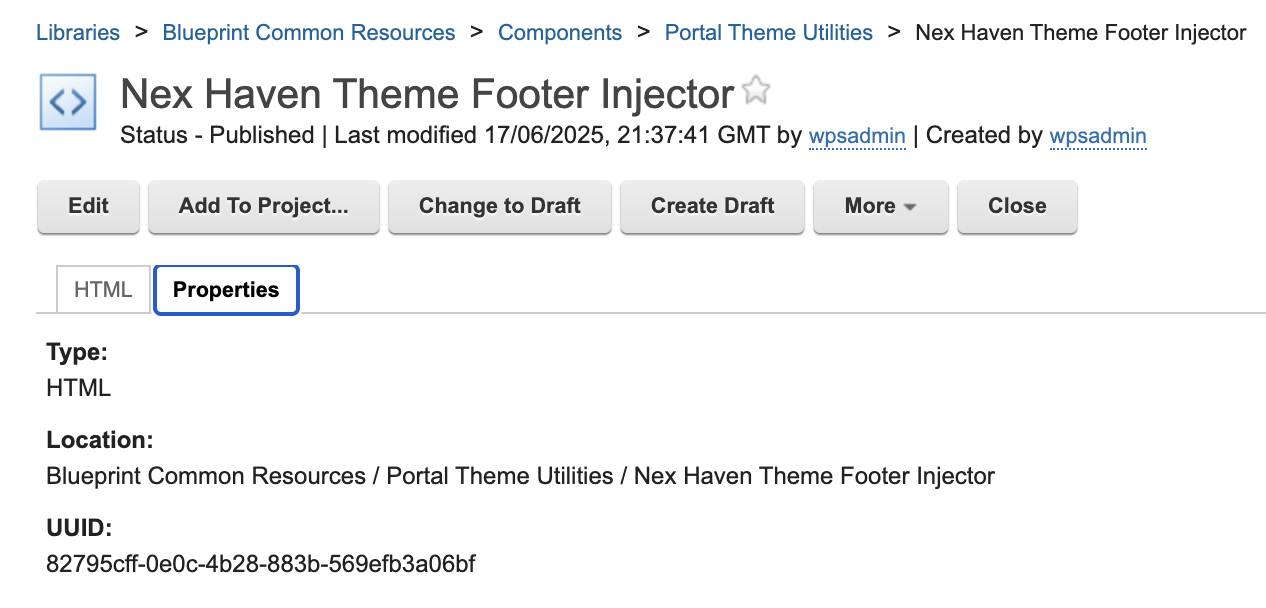 Libraries > Blueprint Common Resources > Components > Portal Theme Utilities > Nex Haven Theme Footer Injector
Nex Haven Theme Footer Injector
Status - Published | Last modified 17/06/2025, 21:37:41 GMT by wpsadmin | Created by wpsadmin
Edit Add To Project... Change to Draft Create Draft More Close
HTML Properties
Type:
HTML
Location:
Blueprint Common Resources / Portal Theme Utilities / Nex Haven Theme Footer Injector
UUID:
82795cff-0e0c-4b28-883b-569efb3a06bf